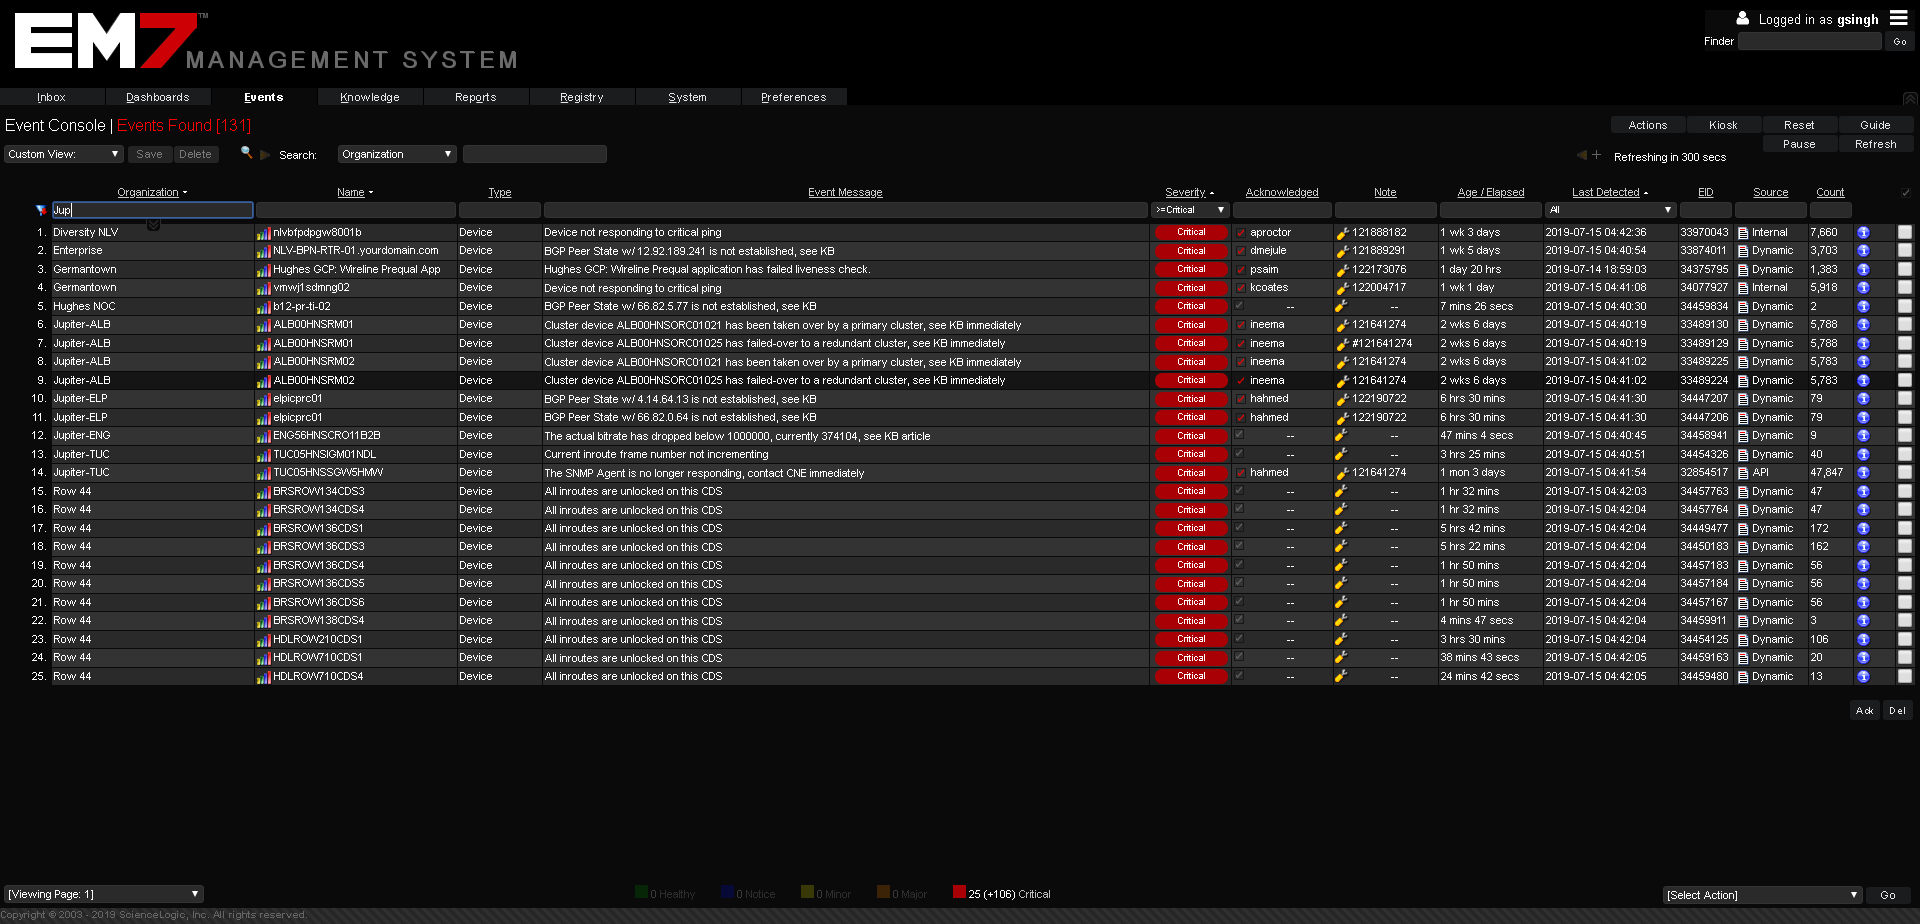 EM7™ MANAGEMENT SYSTEM
Logged in as gsingh
Finder Go
Inbox Dashboards Events Knowledge Reports Registry System Preferences
Event Console | Events Found [131]
Actions Kiosk Reset Guide
Pause Refresh
Custom View: Save Delete Search: Organization Refreshing in 300 secs
Organization Name Type Event Message Severity Acknowledged Note Age / Elapsed Last Detected EID Source Count
Jup >=Critical All
1. Diversity NLV nlvbfpdpgw8001b Device Device not responding to critical ping Critical aproctor 121888182 1 wk 3 days 2019-07-15 04:42:36 33970043 Internal 7,660
2. Enterprise NLV-BPN-RTR-01.yourdomain.com Device BGP Peer State w/ 12.92.189.241 is not established, see KB Critical dmejule 121889291 1 wk 5 days 2019-07-15 04:40:54 33874011 Dynamic 3,703
3. Germantown Hughes GCP: Wireline Prequal App Device Hughes GCP: Wireline Prequal application has failed liveness check. Critical psaim 122173076 1 day 20 hrs 2019-07-14 18:59:03 34375795 Dynamic 1,383
4. Germantown vmwj1sdmng02 Device Device not responding to critical ping Critical kcoates 122004717 1 wk 1 day 2019-07-15 04:41:08 34077927 Internal 5,918
5. Hughes NOC b12-pr-ti-02 Device BGP Peer State w/ 66.82.5.77 is not established, see KB Critical -- -- 7 mins 26 secs 2019-07-15 04:40:30 34459834 Dynamic 2
6. Jupiter-ALB ALB00HNSRM01 Device Cluster device ALB00HNSORC01021 has been taken over by a primary cluster, see KB immediately Critical ineema 121641274 2 wks 6 days 2019-07-15 04:40:19 33489130 Dynamic 5,788
7. Jupiter-ALB ALB00HNSRM01 Device Cluster device ALB00HNSORC01025 has failed-over to a redundant cluster, see KB immediately Critical ineema #121641274 2 wks 6 days 2019-07-15 04:40:19 33489129 Dynamic 5,788
8. Jupiter-ALB ALB00HNSRM02 Device Cluster device ALB00HNSORC01021 has been taken over by a primary cluster, see KB immediately Critical ineema 121641274 2 wks 6 days 2019-07-15 04:41:02 33489225 Dynamic 5,783
9. Jupiter-ALB ALB00HNSRM02 Device Cluster device ALB00HNSORC01025 has failed-over to a redundant cluster, see KB immediately Critical ineema 121641274 2 wks 6 days 2019-07-15 04:41:02 33489224 Dynamic 5,783
10. Jupiter-ELP elpicprc01 Device BGP Peer State w/ 4.14.64.13 is not established, see KB Critical hahmed 122190722 6 hrs 30 mins 2019-07-15 04:41:30 34447207 Dynamic 79
11. Jupiter-ELP elpicprc01 Device BGP Peer State w/ 66.82.0.64 is not established, see KB Critical hahmed 122190722 6 hrs 30 mins 2019-07-15 04:41:30 34447206 Dynamic 79
12. Jupiter-ENG ENG56HNSCRO11B2B Device The actual bitrate has dropped below 1000000, currently 374104, see KB article Critical -- -- 47 mins 4 secs 2019-07-15 04:40:45 34458941 Dynamic 9
13. Jupiter-TUC TUC05HNSIGM01NDL Device Current inroute frame number not incrementing Critical -- -- 3 hrs 25 mins 2019-07-15 04:40:51 34454326 Dynamic 40
14. Jupiter-TUC TUC05HNSSGW5HMW Device The SNMP Agent is no longer responding, contact CNE immediately Critical hahmed 121641274 1 mon 3 days 2019-07-15 04:41:54 32854517 API 47,847
15. Row 44 BRSROW134CDS3 Device All inroutes are unlocked on this CDS Critical -- -- 1 hr 32 mins 2019-07-15 04:42:03 34457763 Dynamic 47
16. Row 44 BRSROW134CDS4 Device All inroutes are unlocked on this CDS Critical -- -- 1 hr 32 mins 2019-07-15 04:42:04 34457764 Dynamic 47
17. Row 44 BRSROW136CDS1 Device All inroutes are unlocked on this CDS Critical -- -- 5 hrs 42 mins 2019-07-15 04:42:04 34449477 Dynamic 172
18. Row 44 BRSROW136CDS3 Device All inroutes are unlocked on this CDS Critical -- -- 5 hrs 22 mins 2019-07-15 04:42:04 34450183 Dynamic 162
19. Row 44 BRSROW136CDS4 Device All inroutes are unlocked on this CDS Critical -- -- 1 hr 50 mins 2019-07-15 04:42:04 34457183 Dynamic 56
20. Row 44 BRSROW136CDS5 Device All inroutes are unlocked on this CDS Critical -- -- 1 hr 50 mins 2019-07-15 04:42:04 34457184 Dynamic 56
21. Row 44 BRSROW136CDS6 Device All inroutes are unlocked on this CDS Critical -- -- 1 hr 50 mins 2019-07-15 04:42:04 34457167 Dynamic 56
22. Row 44 BRSROW138CDS4 Device All inroutes are unlocked on this CDS Critical -- -- 4 mins 47 secs 2019-07-15 04:42:04 34459911 Dynamic 3
23. Row 44 HDLROW210CDS1 Device All inroutes are unlocked on this CDS Critical -- -- 3 hrs 30 mins 2019-07-15 04:42:04 34454125 Dynamic 106
24. Row 44 HDLROW710CDS1 Device All inroutes are unlocked on this CDS Critical -- -- 38 mins 43 secs 2019-07-15 04:42:05 34459163 Dynamic 20
25. Row 44 HDLROW710CDS4 Device All inroutes are unlocked on this CDS Critical -- -- 24 mins 42 secs 2019-07-15 04:42:05 34459480 Dynamic 13
Ack Del
[Viewing Page: 1] 0 Healthy 0 Notice 0 Minor 0 Major 25 (+106) Critical [Select Action] Go
Copyright © 2003 - 2019 ScienceLogic, Inc. All rights reserved.